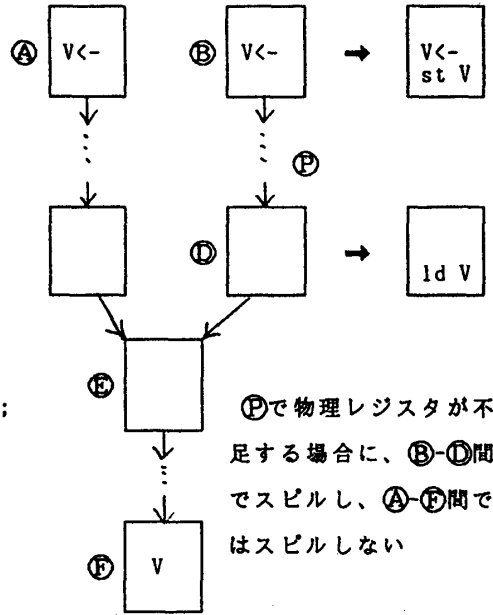 Ⓐ V<- Ⓑ V<- → V<-
st V
Ⓟ
Ⓓ → ld V
Ⓔ
;
Ⓟで物理レジスタが不
足する場合に、Ⓑ-Ⓓ間
でスピルし、Ⓐ-Ⓕ間で
はスピルしない
Ⓕ V